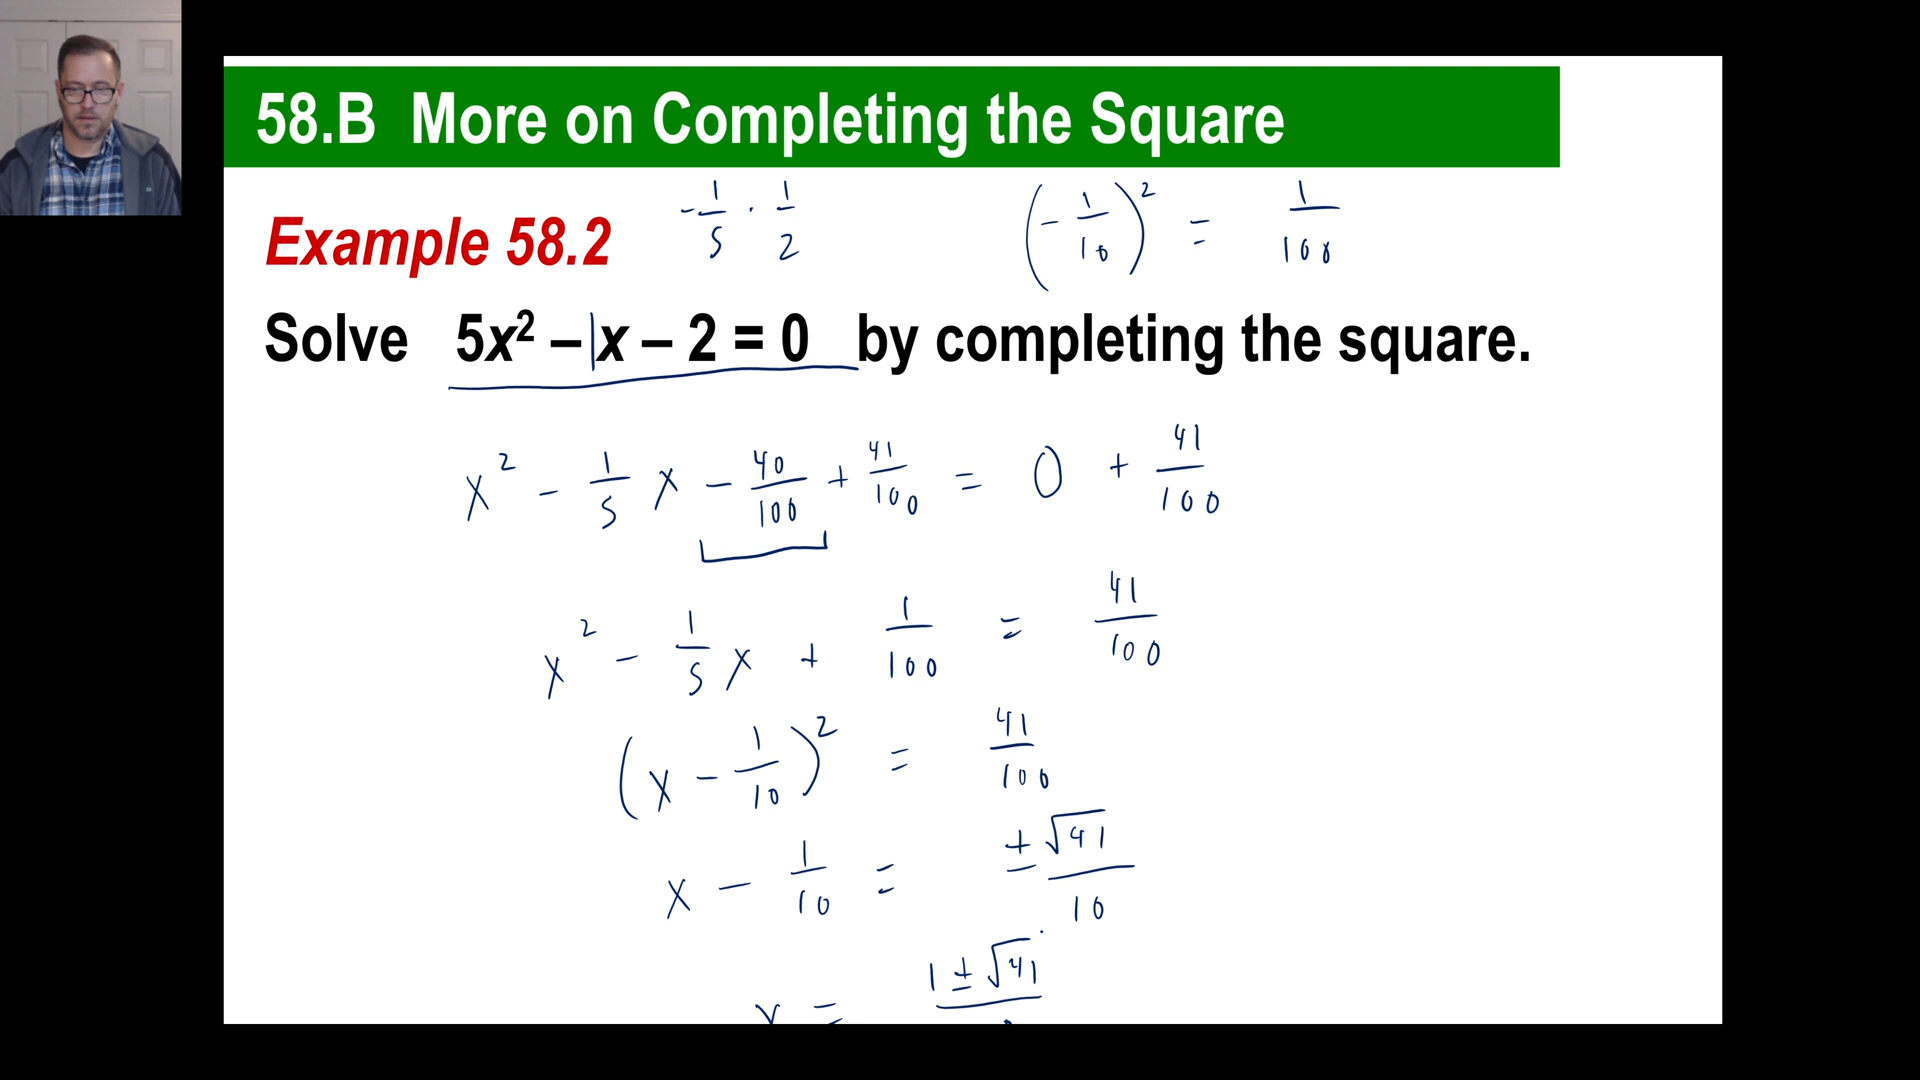 58.B More on Completing the Square
Example 58.2
-1/5 · 1/2
(-1/10)² = 1/100
Solve 5x² – 1x – 2 = 0 by completing the square.
x² - 1/5 x - 40/100 + 41/100 = 0 + 41/100
x² - 1/5 x + 1/100 = 41/100
(x - 1/10)² = 41/100
x - 1/10 = ±√41/10
x = 1 ± √41